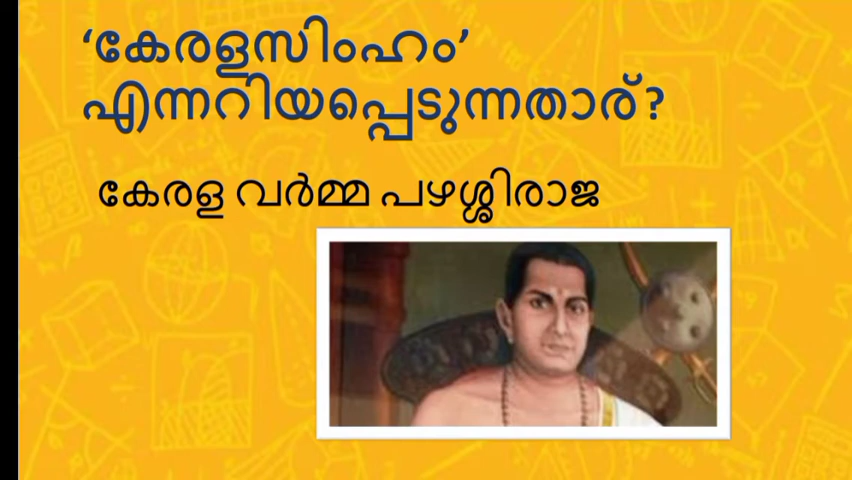 ‘കേരളസിംഹം’
എന്നറിയപ്പെടുന്നതാര്?
കേരള വർമ്മ പഴശ്ശിരാജ